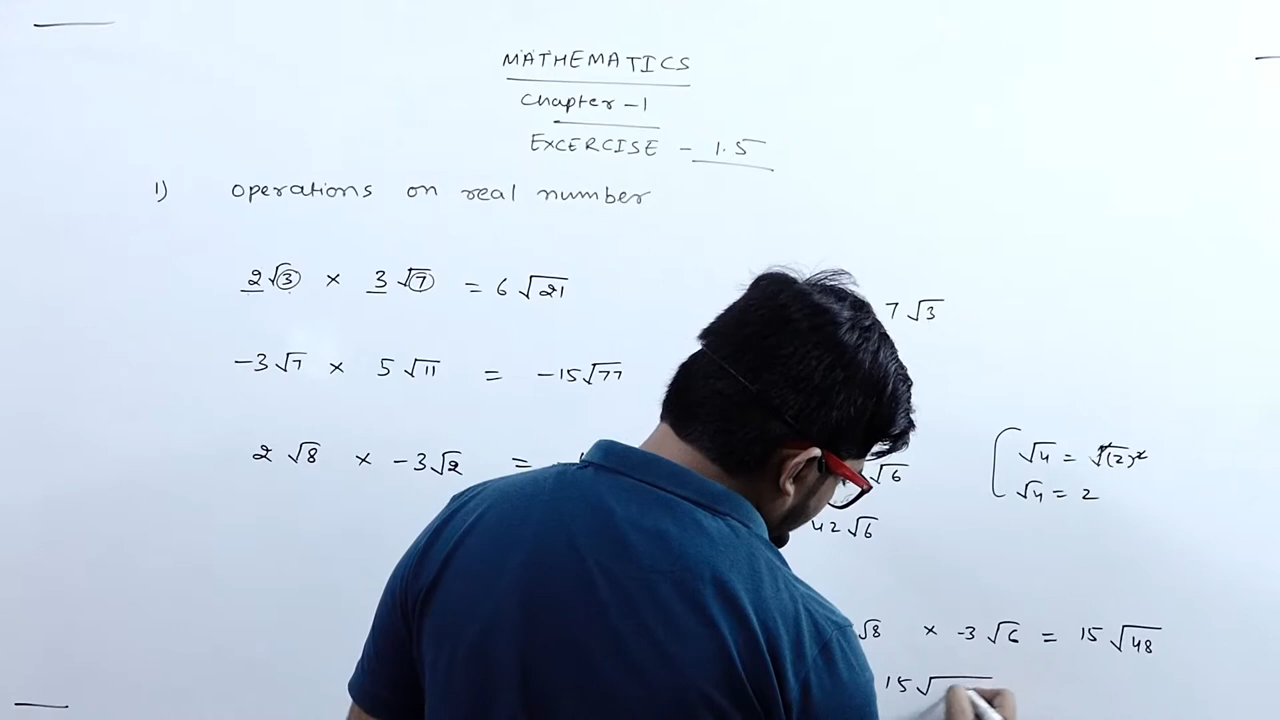 MATHEMATICS
Chapter -1
EXCERCISE - 1.5
1) operations on real number
2√3 × 3√7 = 6√21
7√3
-3√7 × 5√11 = -15√77
2√8 × -3√2 =
√6
√4 = √(2)²
√4 = 2
42√6
√8 × -3√6 = 15√48
15√